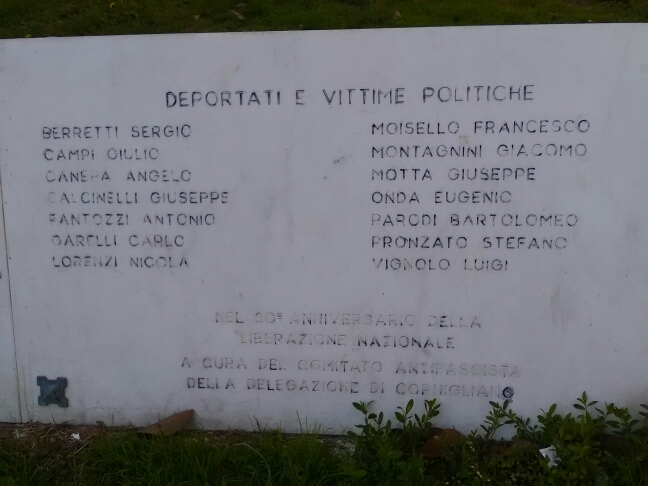 DEPORTATI E VITTIME POLITICHE
BERRETTI SERGIO
CAMPI GIULIO
CANEPA ANGELO
CALCINELLI GIUSEPPE
FANTOZZI ANTONIO
GARELLI CARLO
LORENZI NICOLA
MOISELLO FRANCESCO
MONTAGNINI GIACOMO
MOTTA GIUSEPPE
ONDA EUGENIO
PARODI BARTOLOMEO
PRONZATO STEFANO
VIGNOLO LUIGI
NEL 30º ANNIVERSARIO DELLA
LIBERAZIONE NAZIONALE
A CURA DEL COMITATO ANTIFASCISTA
DELLA DELEGAZIONE DI CORNIGLIANO